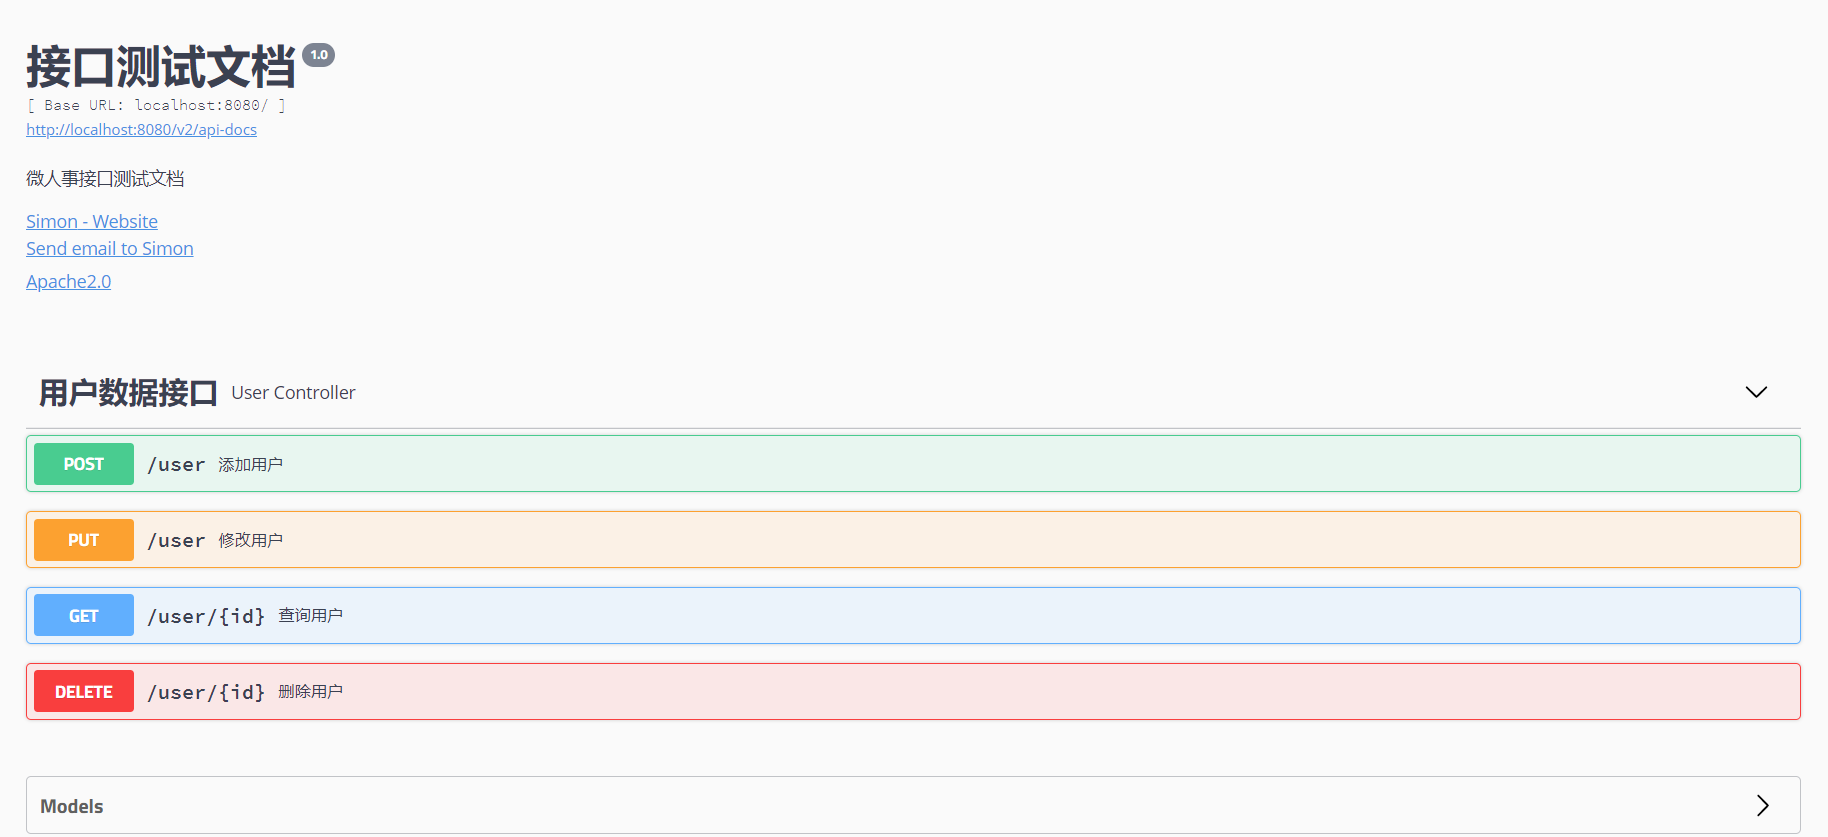 接口测试文档 1.0
[ Base URL: localhost:8080/ ]
http://localhost:8080/v2/api-docs
微人事接口测试文档
Simon - Website
Send email to Simon
Apache2.0
用户数据接口 User Controller
POST /user 添加用户
PUT /user 修改用户
GET /user/{id} 查询用户
DELETE /user/{id} 删除用户
Models